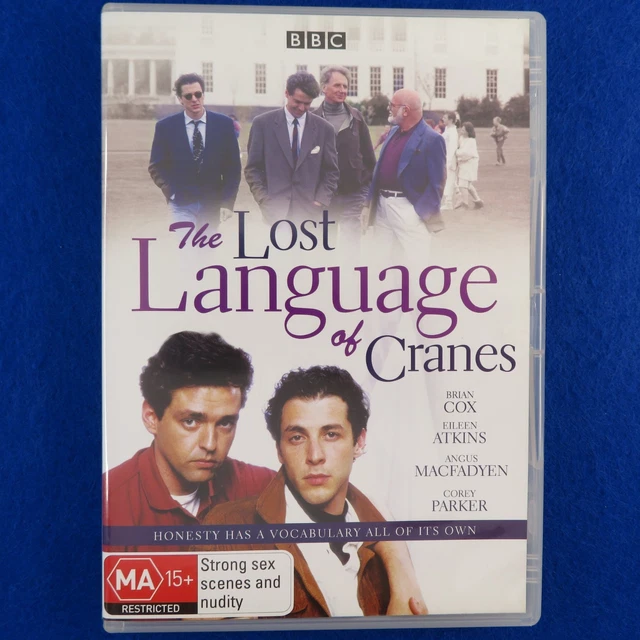 BBC
The Lost
Language
of Cranes
BRIAN
COX
EILEEN
ATKINS
ANGUS
MACFADYEN
COREY
PARKER
HONESTY HAS A VOCABULARY ALL OF ITS OWN
MA 15+
RESTRICTED
Strong sex
scenes and
nudity